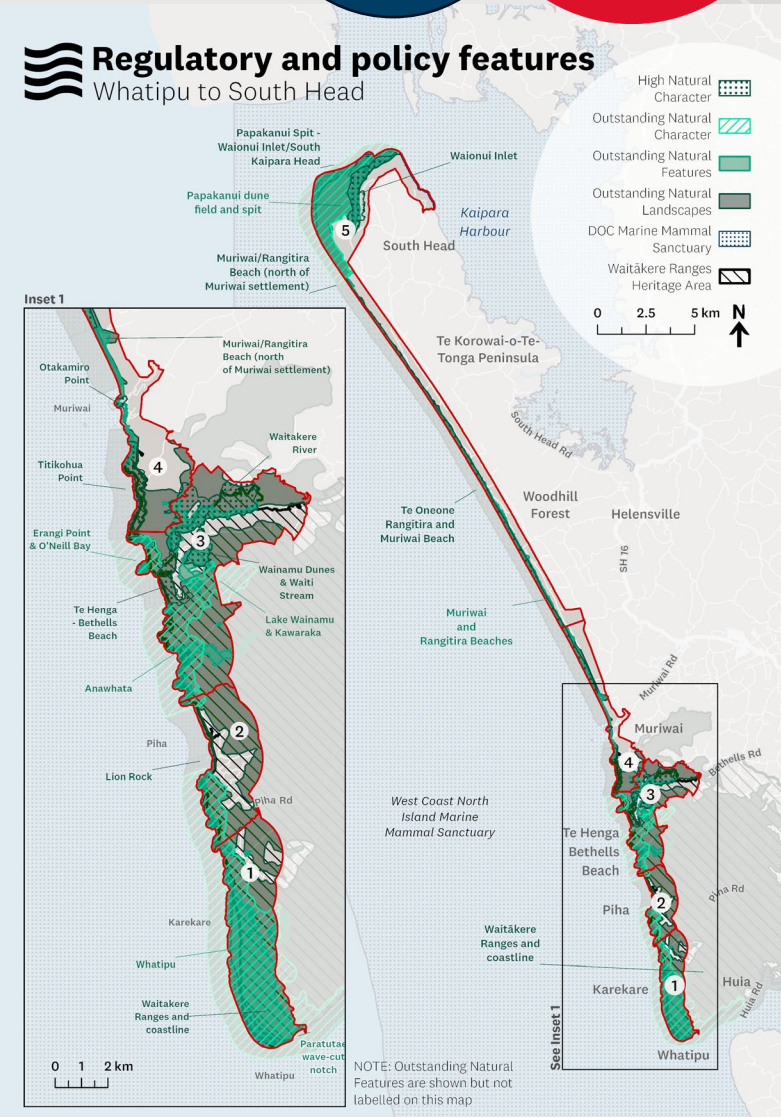 Regulatory and policy features
Whatipu to South Head
High Natural
Character
Outstanding Natural
Character
Outstanding Natural
Features
Outstanding Natural
Landscapes
DOC Marine Mammal
Sanctuary
Waitākere Ranges
Heritage Area
0 2.5 5 km
N
Papakanui Spit -
Waionui Inlet/South
Kaipara Head
Waionui Inlet
Papakanui dune
field and spit
5
Kaipara
Harbour
South Head
Muriwai/Rangitira
Beach (north of
Muriwai settlement)
Te Korowai-o-Te-
Tonga Peninsula
South Head Rd
Woodhill
Forest
Helensville
SH 16
Te Oneone
Rangitira and
Muriwai Beach
Muriwai
and
Rangitira Beaches
Muriwai Rd
Muriwai
4
Bethells Rd
3
Te Henga
Bethells
Beach
West Coast North
Island Marine
Mammal Sanctuary
Piha Rd
2
Piha
Waitākere
Ranges and
coastline
1
Karekare
Huia
Huia Rd
Whatipu
See Inset 1
Inset 1
Muriwai/Rangitira
Beach (north
of Muriwai settlement)
Otakamiro
Point
Muriwai
Waitakere
River
4
Titikohua
Point
Erangi Point
& O'Neill Bay
3
Wainamu Dunes
& Waiti
Stream
Te Henga
- Bethells
Beach
Lake Wainamu
& Kawaraka
Anawhata
2
Piha
Lion Rock
Piha Rd
1
Karekare
Whatipu
Waitakere
Ranges and
coastline
Paratutae
wave-cut
notch
Whatipu
0 1 2 km
NOTE: Outstanding Natural
Features are shown but not
labelled on this map